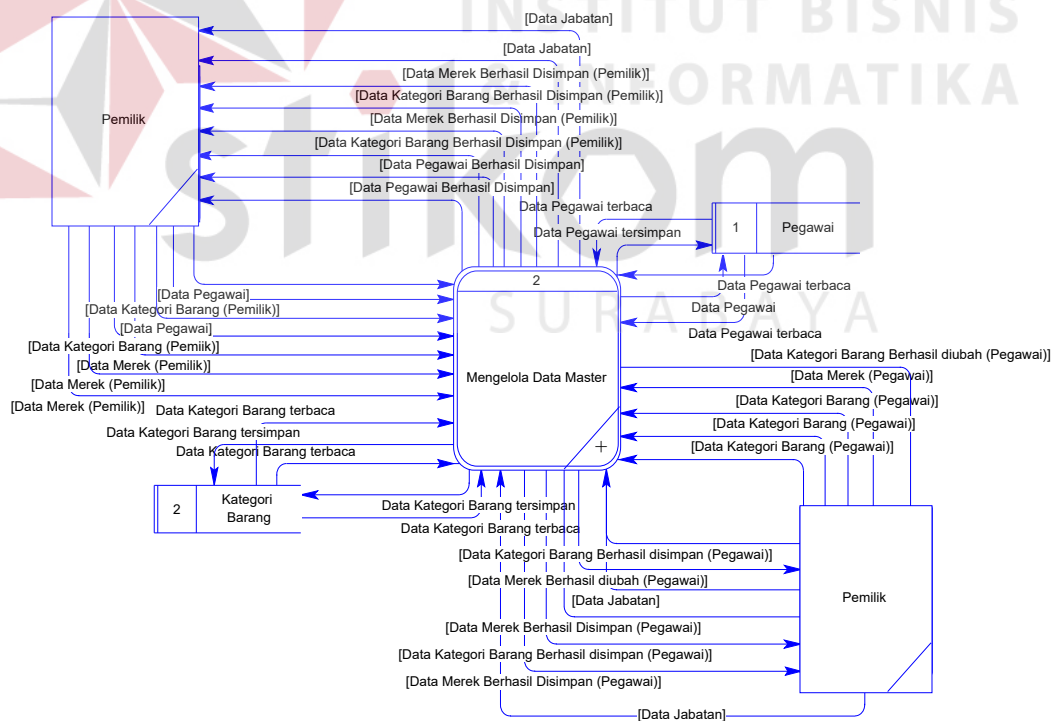 INSTITUT BISNIS
& INFORMATIKA
stikom
SURABAYA
[Data Jabatan]
[Data Jabatan]
[Data Merek Berhasil Disimpan (Pemilik)]
[Data Kategori Barang Berhasil Disimpan (Pemilik)]
[Data Merek Berhasil Disimpan (Pemilik)]
[Data Kategori Barang Berhasil Disimpan (Pemilik)]
[Data Pegawai Berhasil Disimpan]
[Data Pegawai Berhasil Disimpan]
Pemilik
Data Pegawai terbaca
Data Pegawai tersimpan
1
Pegawai
Data Pegawai terbaca
Data Pegawai
Data Pegawai terbaca
2
Mengelola Data Master
+
[Data Pegawai]
[Data Kategori Barang (Pemilik)]
[Data Pegawai]
[Data Kategori Barang (Pemiik)]
[Data Merek (Pemilik)]
[Data Merek (Pemilik)]
[Data Merek (Pemilik)]
Data Kategori Barang terbaca
Data Kategori Barang tersimpan
Data Kategori Barang terbaca
2
Kategori
Barang
Data Kategori Barang tersimpan
Data Kategori Barang terbaca
[Data Kategori Barang Berhasil diubah (Pegawai)]
[Data Merek (Pegawai)]
[Data Kategori Barang (Pegawai)]
[Data Kategori Barang (Pegawai)]
[Data Kategori Barang (Pegawai)]
[Data Kategori Barang Berhasil disimpan (Pegawai)]
[Data Merek Berhasil diubah (Pegawai)]
[Data Jabatan]
[Data Merek Berhasil Disimpan (Pegawai)]
[Data Kategori Barang Berhasil disimpan (Pegawai)]
[Data Merek Berhasil Disimpan (Pegawai)]
Pemilik
[Data Jabatan]